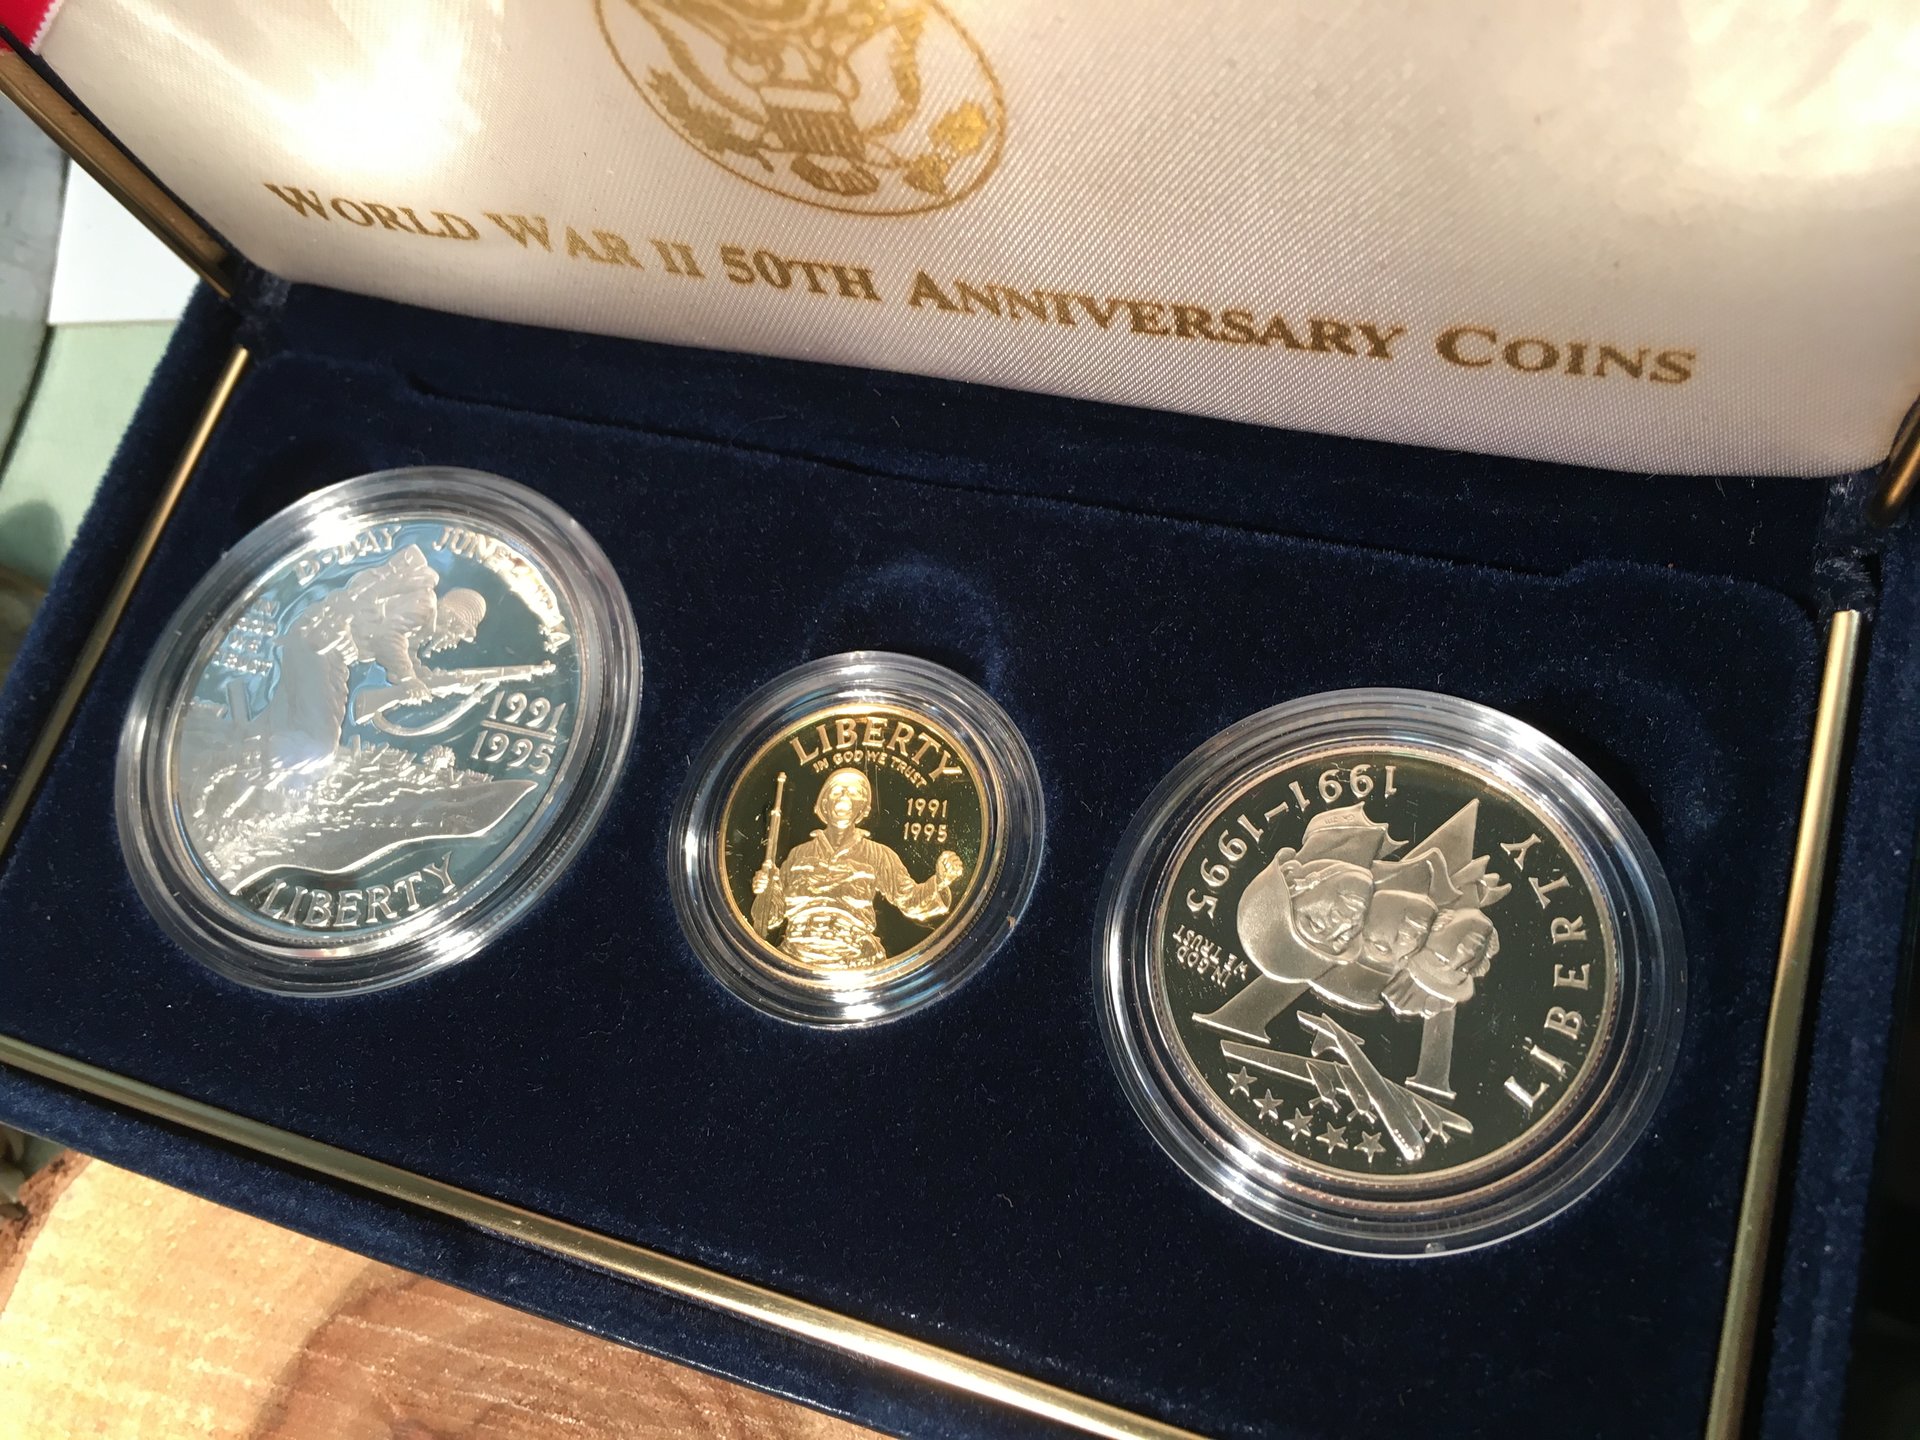 WORLD WAR II 50TH ANNIVERSARY COINS
D-DAY JUNE
1991
1995
LIBERTY
LIBERTY
IN GOD WE TRUST
1991
1995
1991-1995
LIBERTY
IN GOD
WE TRUST